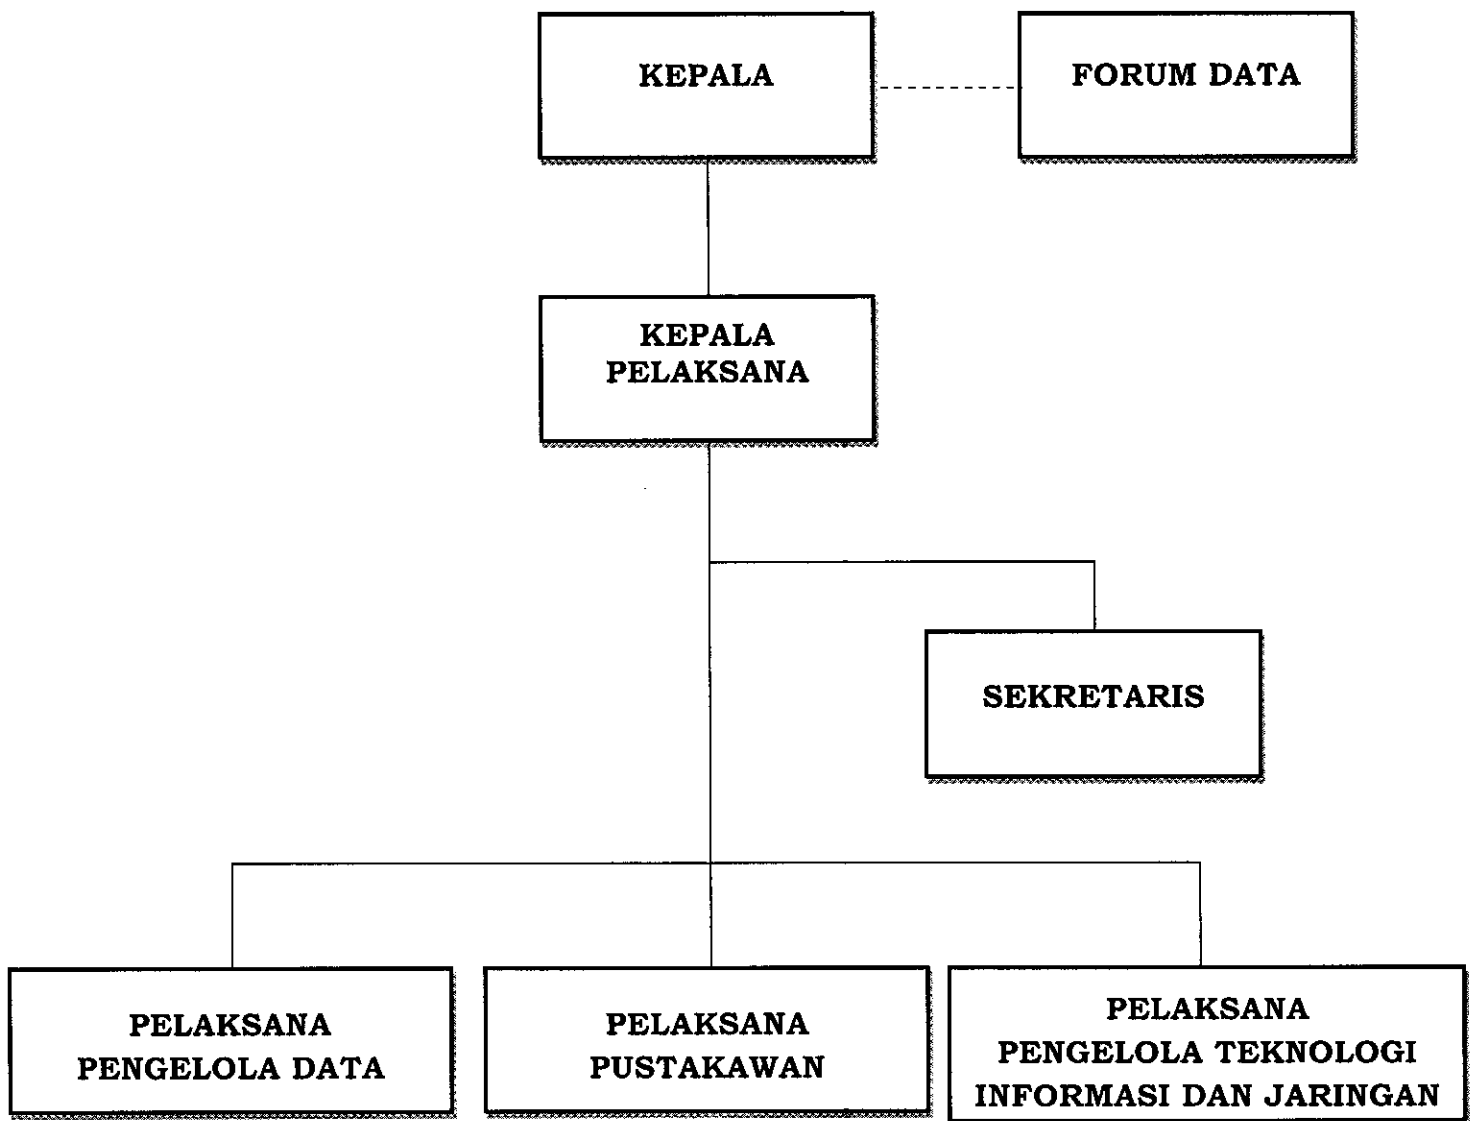 KEPALA
FORUM DATA
KEPALA
PELAKSANA
SEKRETARIS
PELAKSANA
PENGELOLA DATA
PELAKSANA
PUSTAKAWAN
PELAKSANA
PENGELOLA TEKNOLOGI
INFORMASI DAN JARINGAN